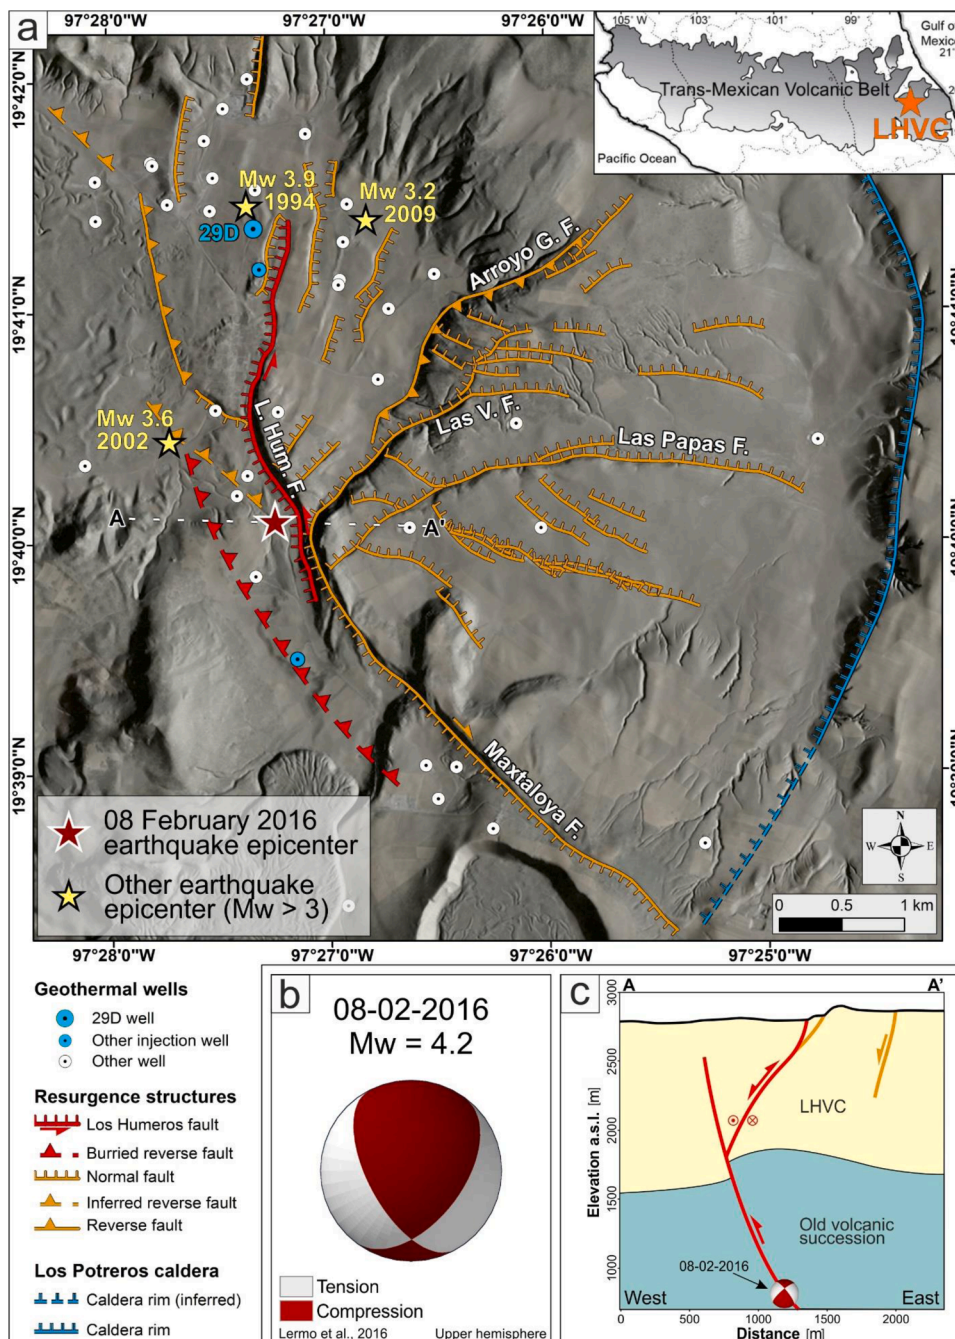 a
97°28'0"W
97°27'0"W
97°26'0"W
105°W
103°
101°
99°
Gulf of
Mexico
21°
Trans-Mexican Volcanic Belt
LHVC
Pacific Ocean
19°42'0"N
Mw 3.9
1994
Mw 3.2
2009
29D
Arroyo G. F.
19°41'0"N
Mw 3.6
2002
L. Hum. F.
Las V. F.
Las Papas F.
A
A'
19°40'0"N
Maxtaloya F.
19°39'0"N
08 February 2016
earthquake epicenter
Other earthquake
epicenter (Mw > 3)
N
W
E
S
0
0.5
1 km
97°28'0"W
97°27'0"W
97°26'0"W
97°25'0"W
Geothermal wells
29D well
Other injection well
Other well
Resurgence structures
Los Humeros fault
Burried reverse fault
Normal fault
Inferred reverse fault
Reverse fault
Los Potreros caldera
Caldera rim (inferred)
Caldera rim
b
08-02-2016
Mw = 4.2
Tension
Compression
Lermo et al., 2016
Upper hemisphere
c
A
A'
3000
2500
2000
1500
1000
Elevation a.s.l. [m]
LHVC
Old volcanic
succession
08-02-2016
West
East
0
500
1000
1500
2000
Distance [m]